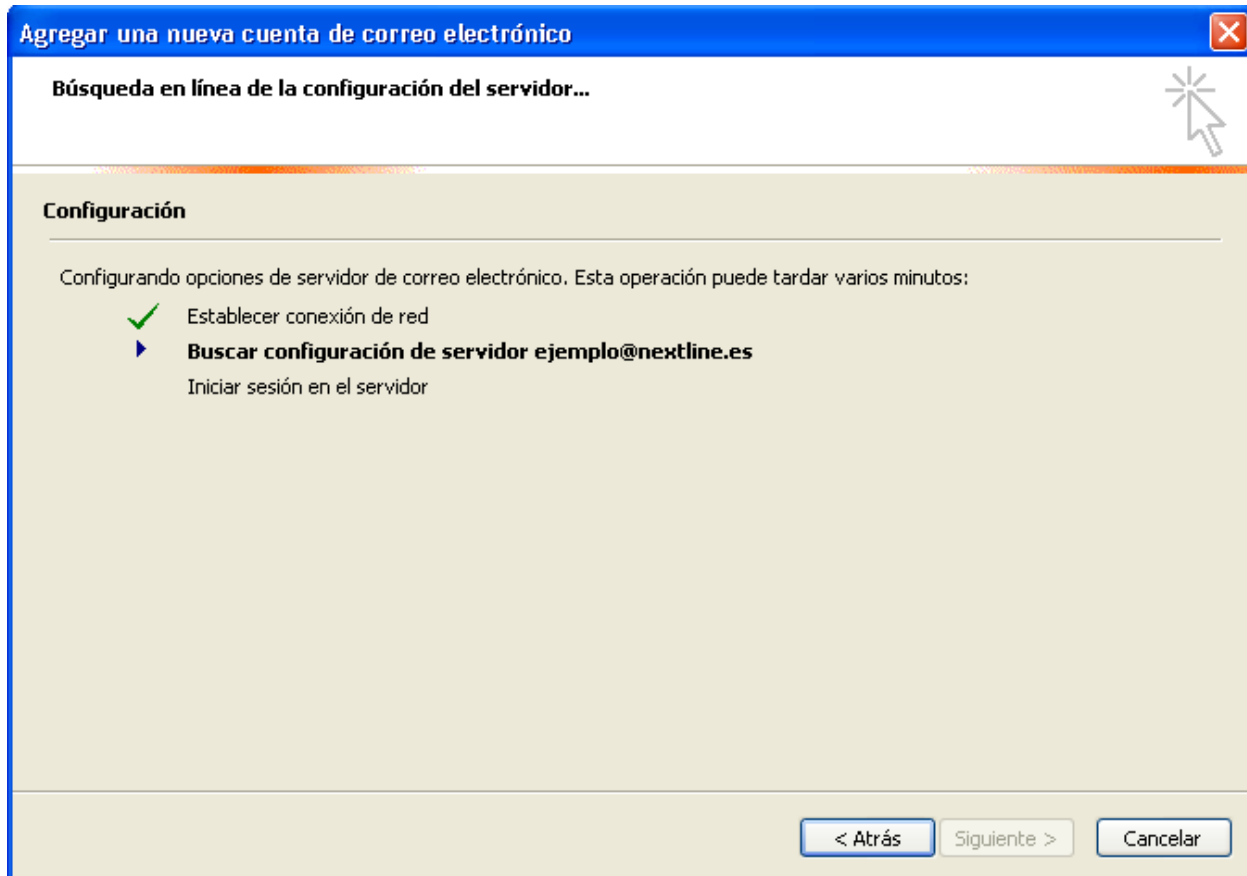 Agregar una nueva cuenta de correo electrónico
Búsqueda en línea de la configuración del servidor...
Configuración
Configurando opciones de servidor de correo electrónico. Esta operación puede tardar varios minutos:
Establecer conexión de red
Buscar configuración de servidor ejemplo@nextline.es
Iniciar sesión en el servidor
< Atrás Siguiente > Cancelar